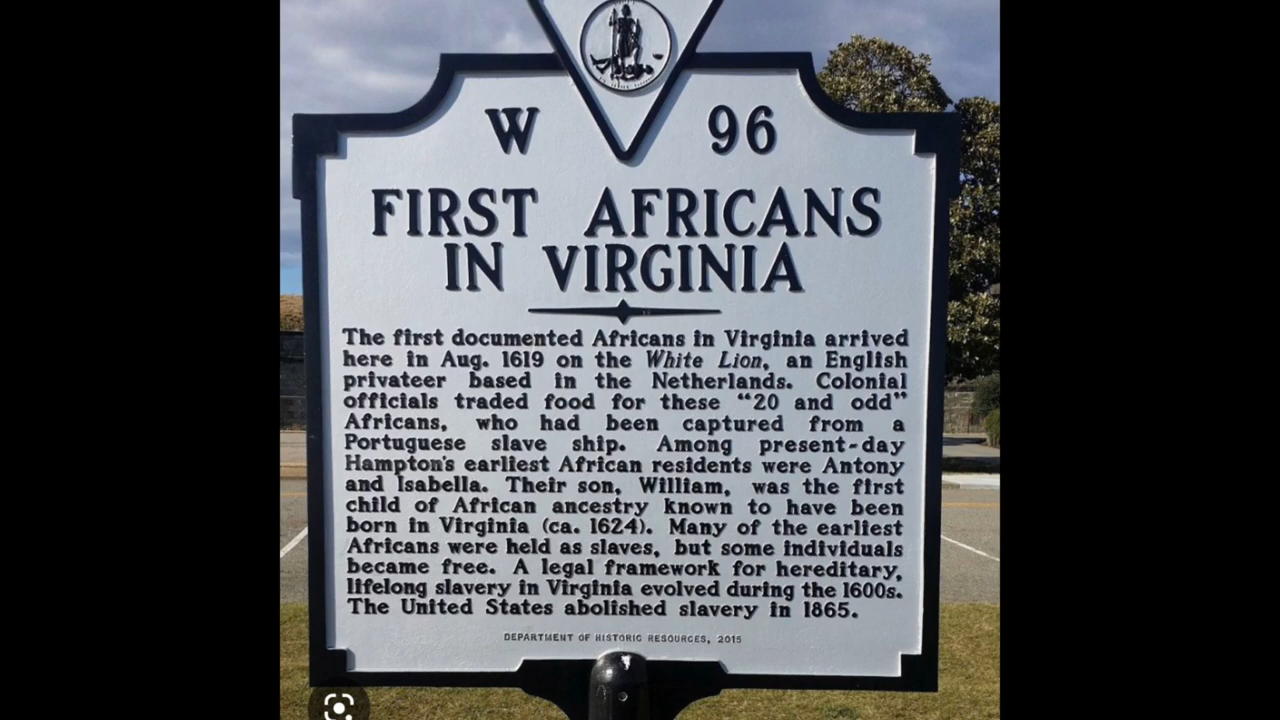 W 96
FIRST AFRICANS
IN VIRGINIA
The first documented Africans in Virginia arrived
here in Aug. 1619 on the White Lion, an English
privateer based in the Netherlands. Colonial
officials traded food for these “20 and odd”
Africans, who had been captured from a
Portuguese slave ship. Among present-day
Hampton's earliest African residents were Antony
and Isabella. Their son, William, was the first
child of African ancestry known to have been
born in Virginia (ca. 1624). Many of the earliest
Africans were held as slaves, but some individuals
became free. A legal framework for hereditary,
lifelong slavery in Virginia evolved during the 1600s.
The United States abolished slavery in 1865.
DEPARTMENT OF HISTORIC RESOURCES, 2015